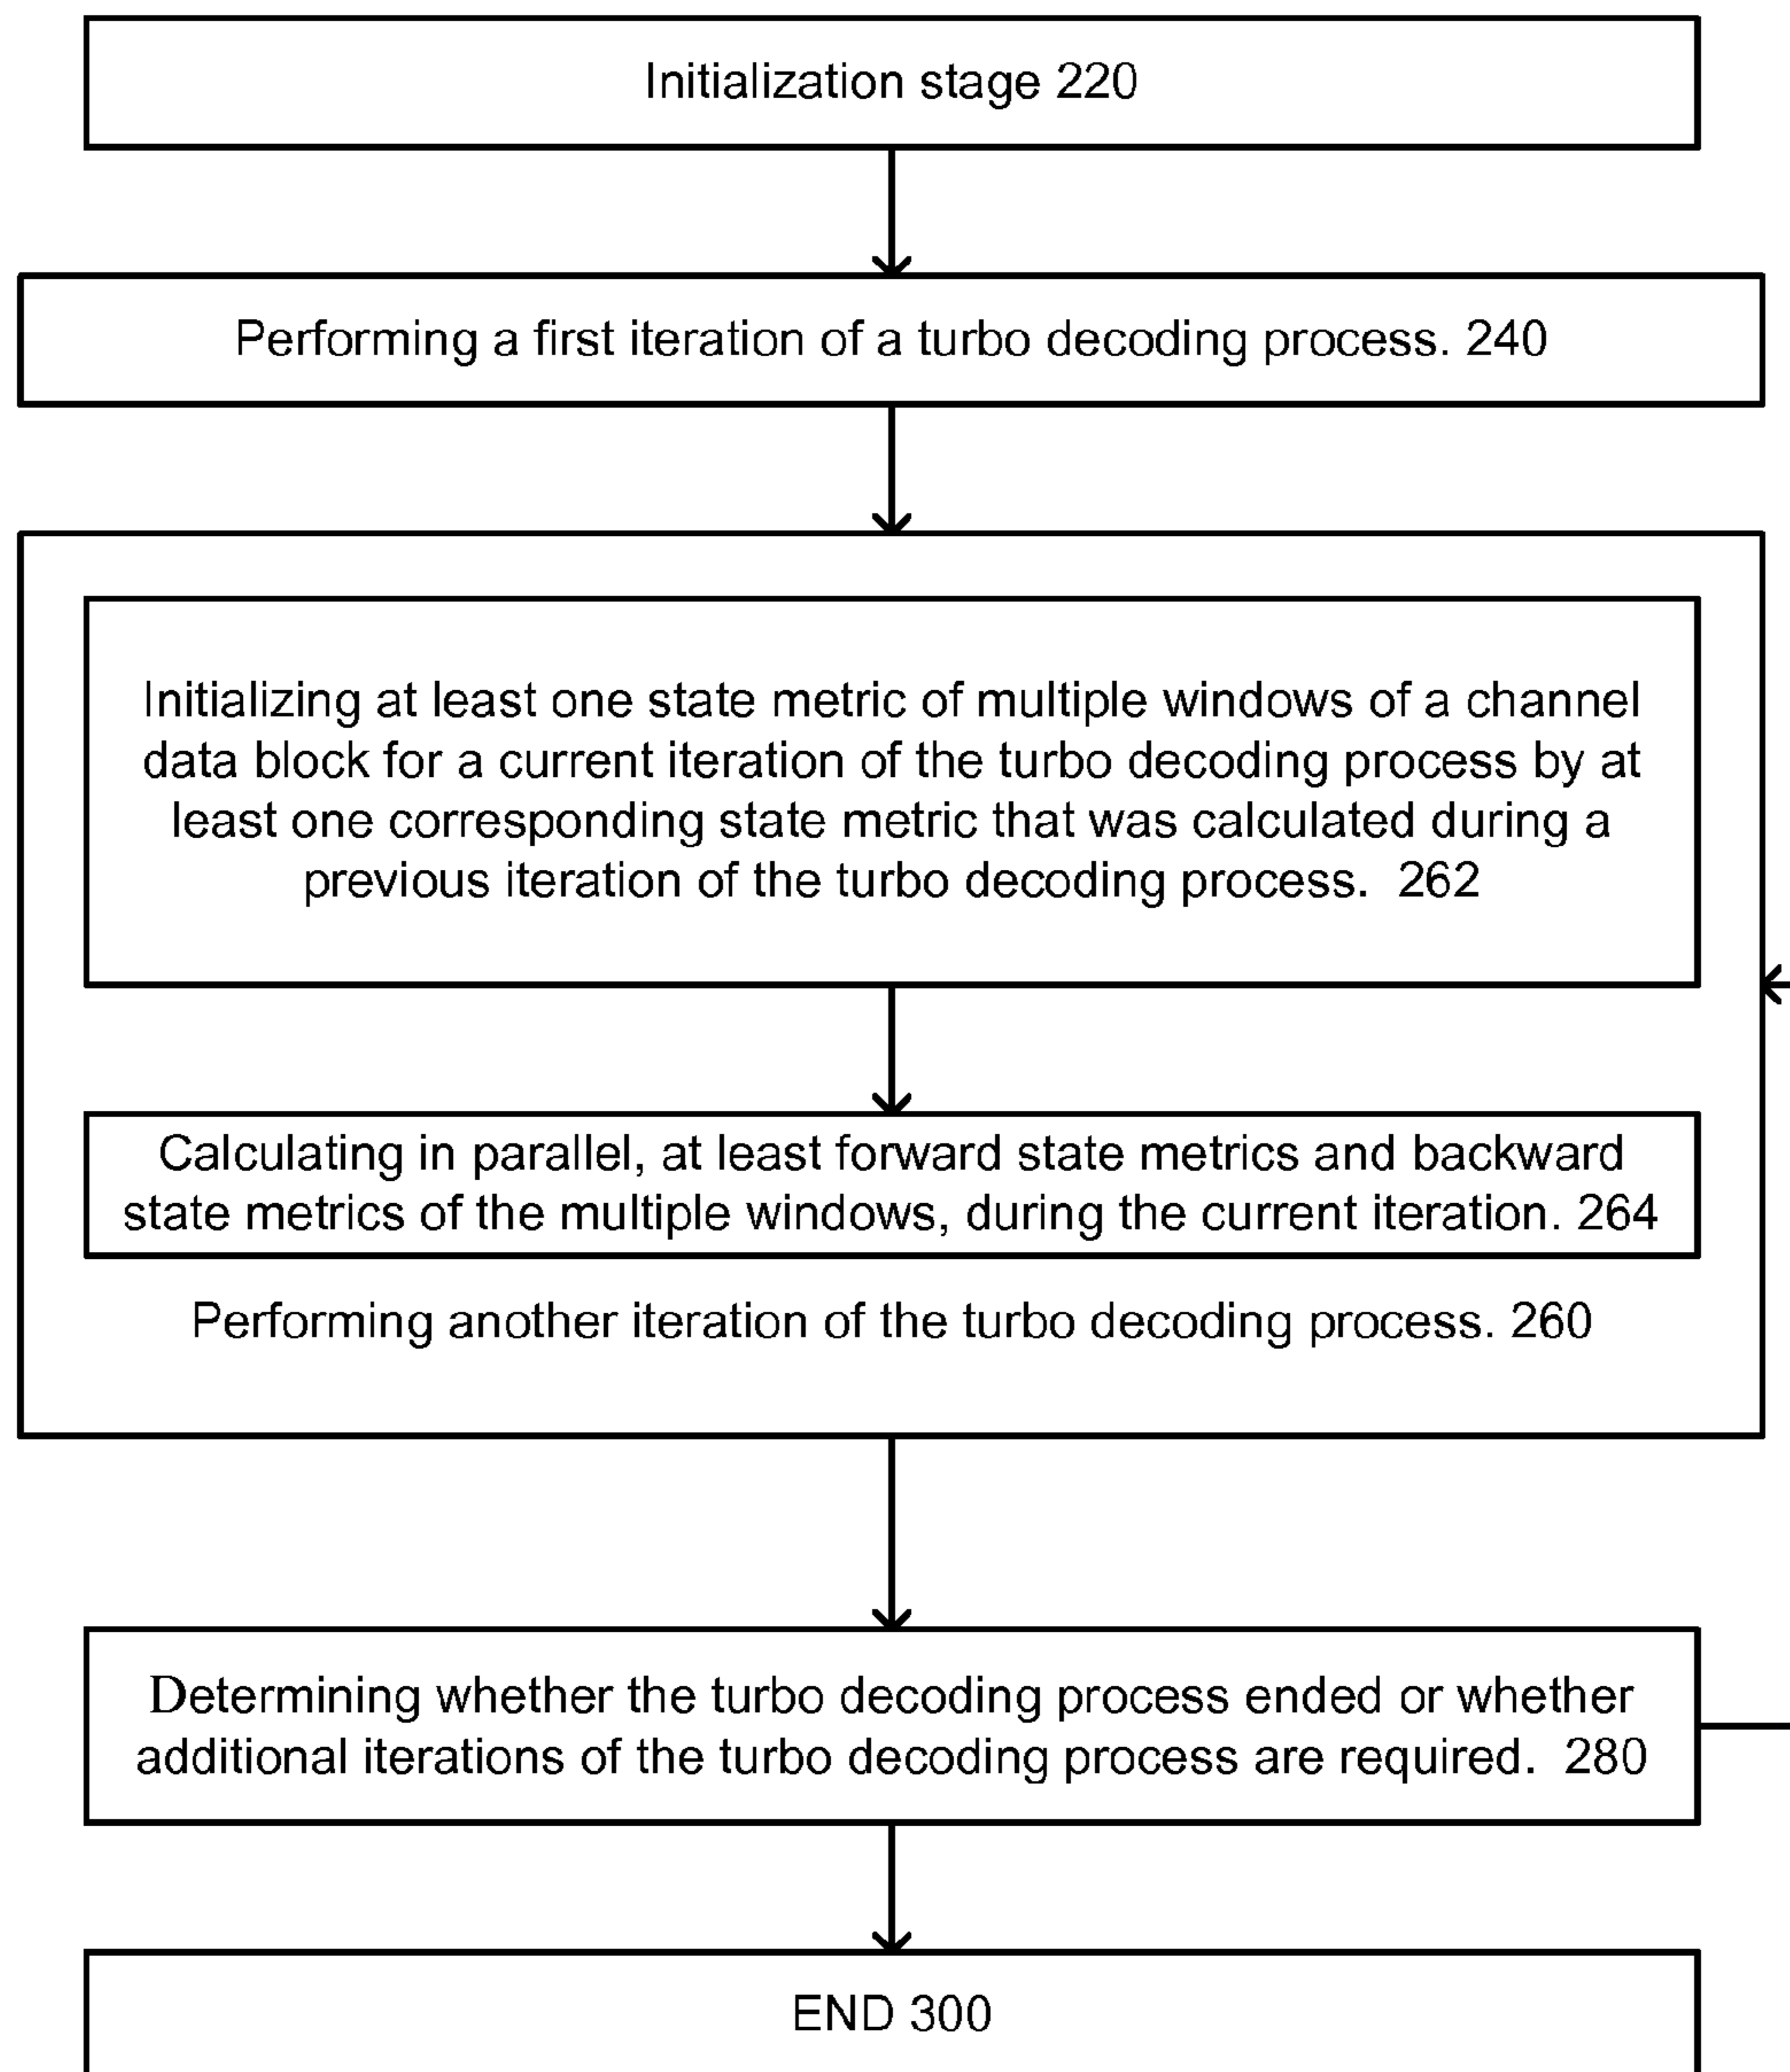 Initialization stage 220
Performing a first iteration of a turbo decoding process. 240
Initializing at least one state metric of multiple windows of a channel
data block for a current iteration of the turbo decoding process by at
least one corresponding state metric that was calculated during a
previous iteration of the turbo decoding process. 262
Calculating in parallel, at least forward state metrics and backward
state metrics of the multiple windows, during the current iteration. 264
Performing another iteration of the turbo decoding process. 260
Determining whether the turbo decoding process ended or whether
additional iterations of the turbo decoding process are required. 280
END 300